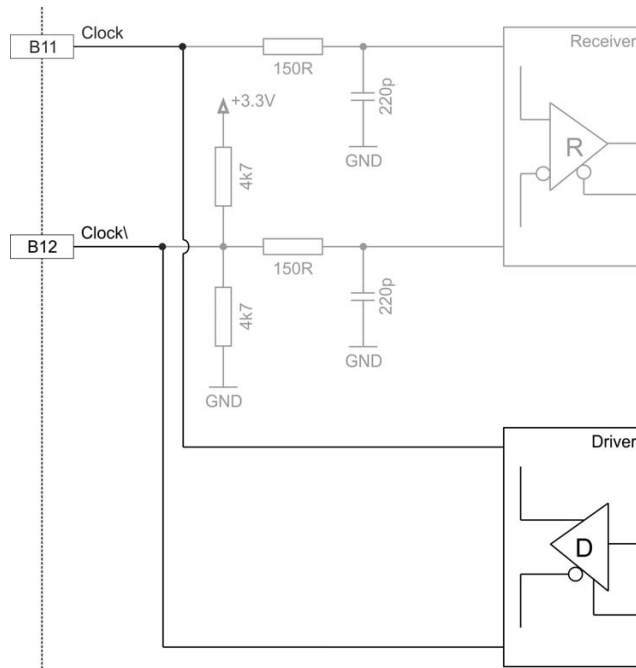 B11
Clock
150R
220p
GND
Receiver
R
+3.3V
4k7
B12
Clock\
150R
220p
GND
4k7
GND
Driver
D